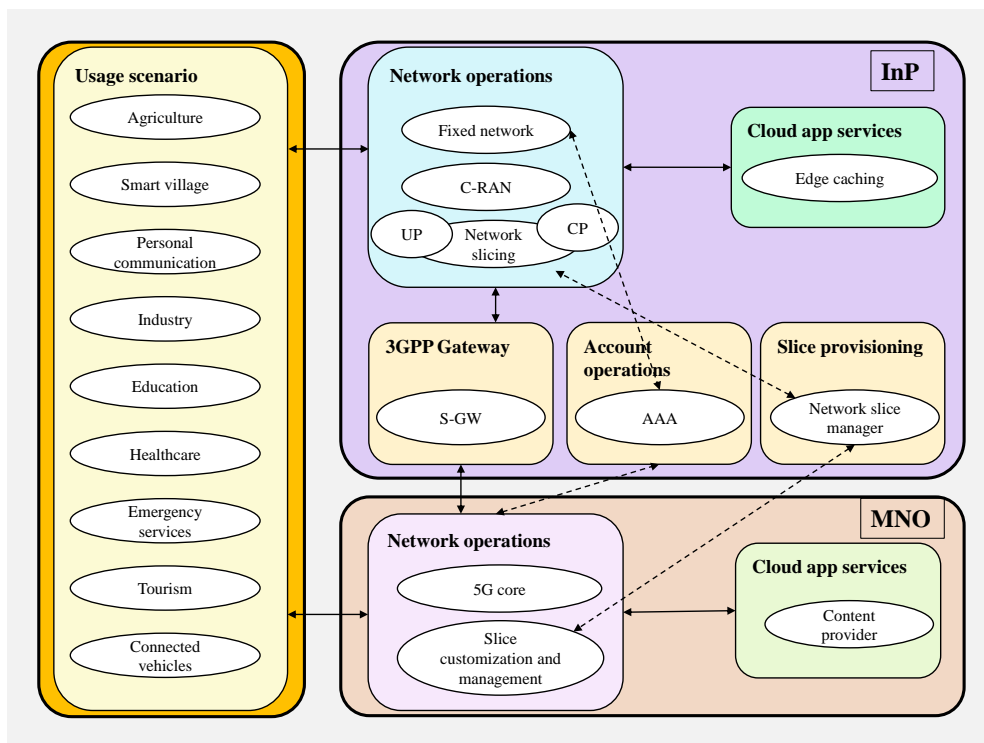 Usage scenario
Agriculture
Smart village
Personal
communication
Industry
Education
Healthcare
Emergency
services
Tourism
Connected
vehicles
InP
Network operations
Fixed network
C-RAN
UP
Network
slicing
CP
Cloud app services
Edge caching
3GPP Gateway
S-GW
Account
operations
AAA
Slice provisioning
Network slice
manager
MNO
Network operations
5G core
Slice
customization and
management
Cloud app services
Content
provider